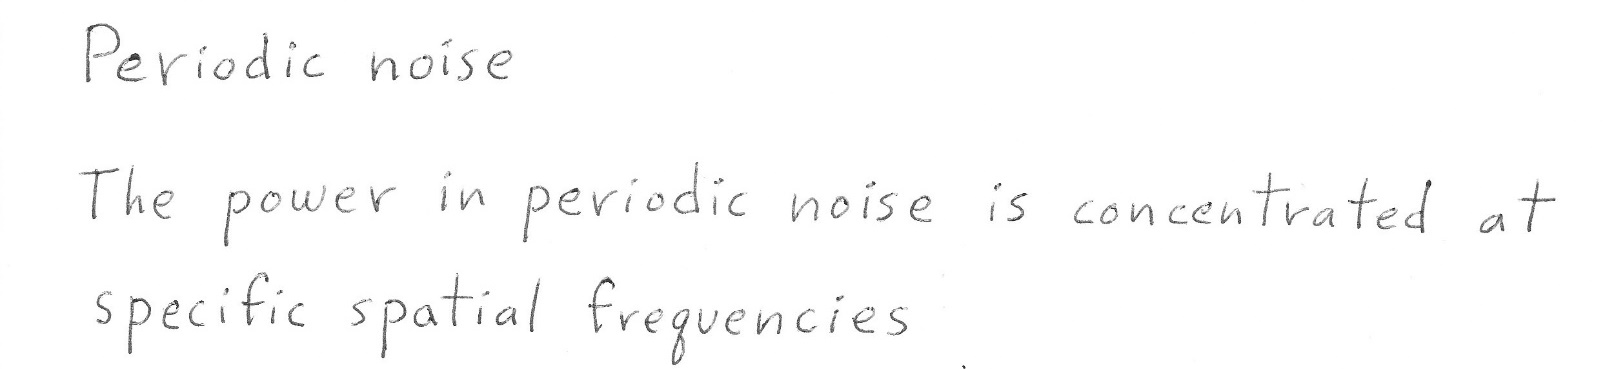 Periodic noise
The power in periodic noise is concentrated at
specific spatial frequencies